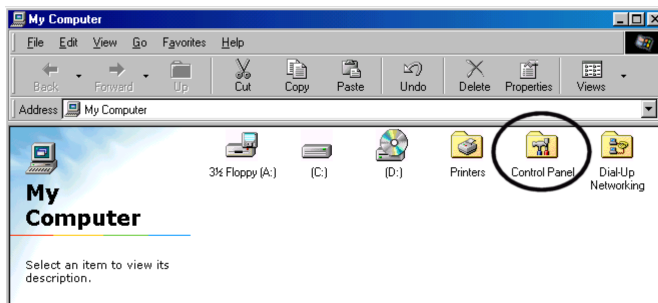 My Computer
File Edit View Go Favorites Help
Back Forward Up Cut Copy Paste Undo Delete Properties Views
Address My Computer
3½ Floppy (A:) (C:) (D:) Printers Control Panel Dial-Up
Networking
My
Computer
Select an item to view its
description.